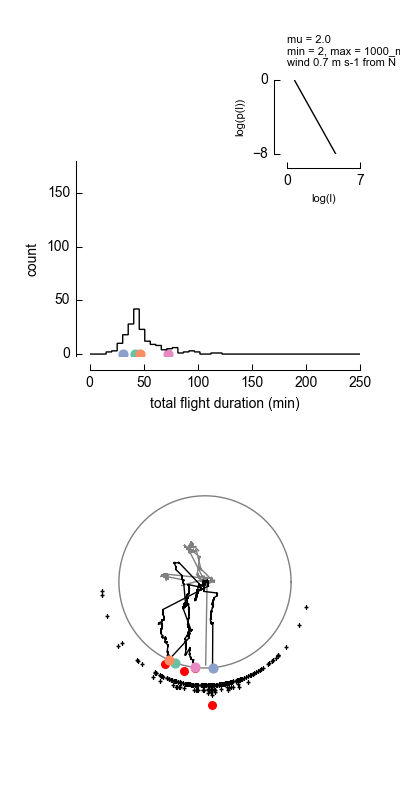 mu = 2.0
min = 2, max = 1000_m
wind 0.7 m s-1 from N
0
log(p(l))
−8
0 7
log(l)
150
100
count
50
0
0 50 100 150 200 250
total flight duration (min)